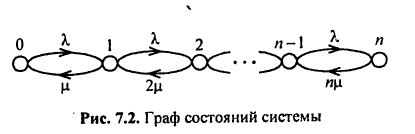 0 λ 1 λ 2 n−1 λ n
μ 2μ ... nμ
Рис. 7.2. Граф состояний системы